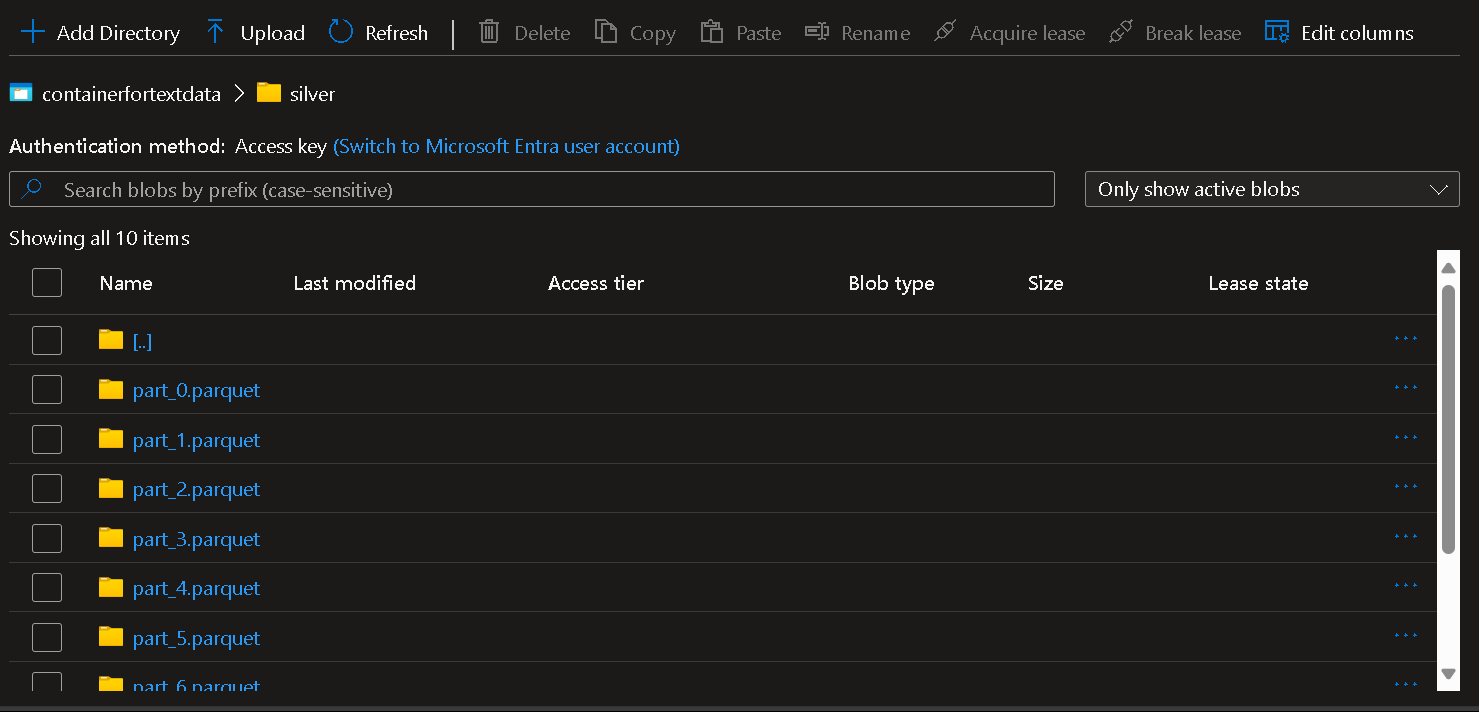 Add Directory Upload Refresh Delete Copy Paste Rename Acquire lease Break lease Edit columns
containerfortextdata > silver
Authentication method: Access key (Switch to Microsoft Entra user account)
Search blobs by prefix (case-sensitive) Only show active blobs
Showing all 10 items
Name Last modified Access tier Blob type Size Lease state
[..]
part_0.parquet
part_1.parquet
part_2.parquet
part_3.parquet
part_4.parquet
part_5.parquet
part_6.parquet